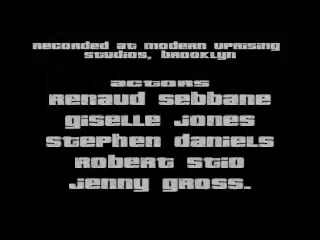 Recorded at Modern Uprising
Studios, Brooklyn
actors
Renaud Sebbane
Giselle Jones
Stephen Daniels
Robert Stio
Jenny Gross.